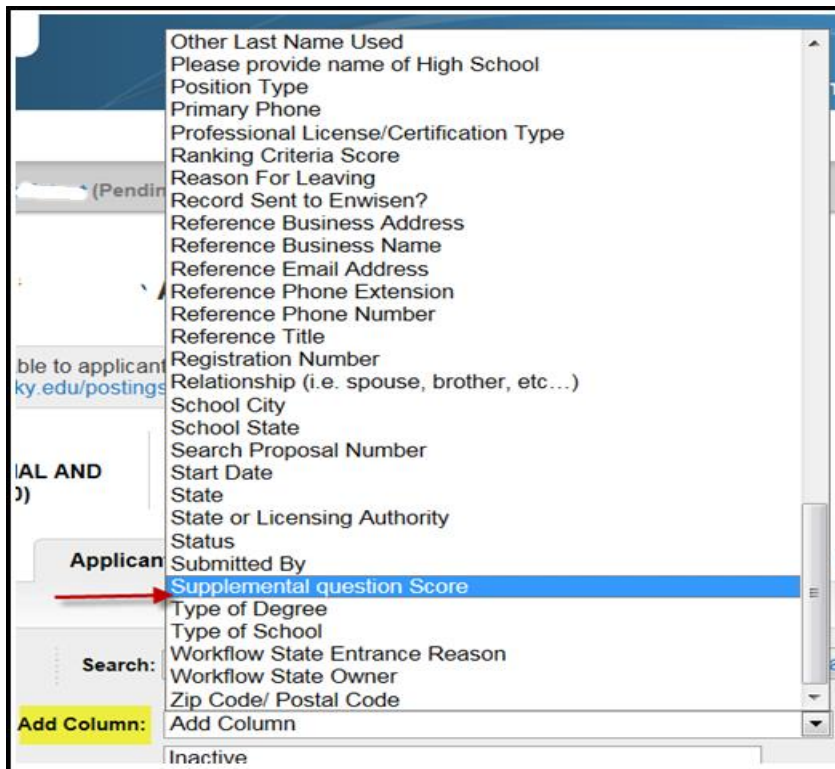 Other Last Name Used
Please provide name of High School
Position Type
Primary Phone
Professional License/Certification Type
Ranking Criteria Score
Reason For Leaving
(Pendin
Record Sent to Enwisen?
Reference Business Address
Reference Business Name
Reference Email Address
Reference Phone Extension
Reference Phone Number
Reference Title
ble to applicant
Registration Number
ky.edu/postings
Relationship (i.e. spouse, brother, etc…)
School City
School State
Search Proposal Number
IAL AND
Start Date
0)
State
State or Licensing Authority
Status
Applican
Submitted By
Supplemental question Score
Type of Degree
Type of School
Search:
Workflow State Entrance Reason
Workflow State Owner
Zip Code/ Postal Code
Add Column: Add Column
Inactive